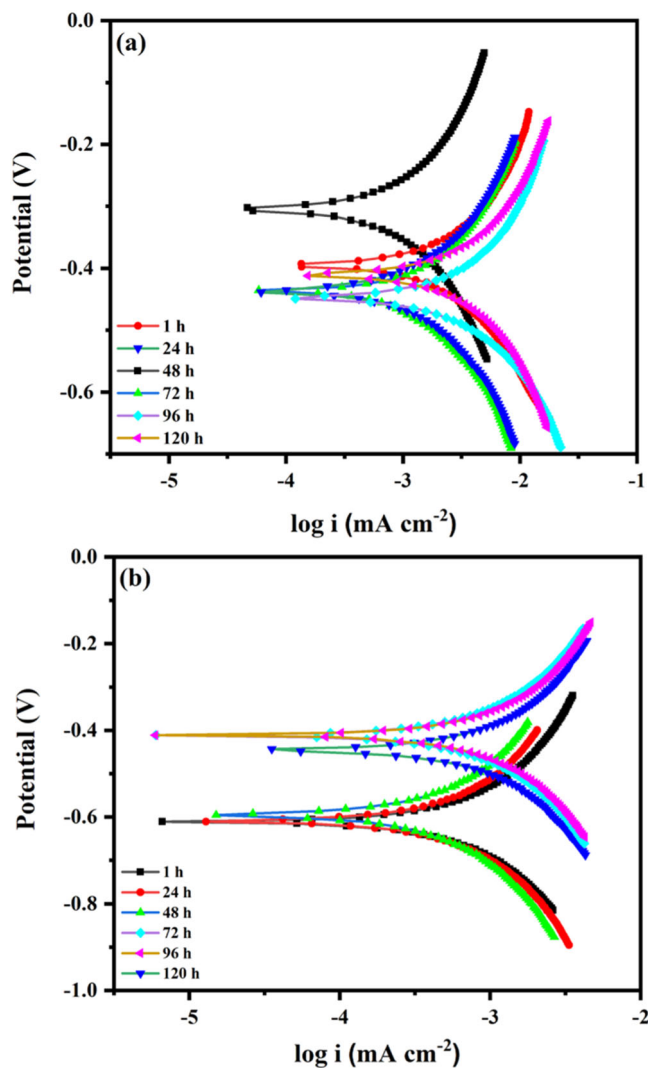 (a)
0.0
-0.2
-0.4
-0.6
Potential (V)
1 h
24 h
48 h
72 h
96 h
120 h
-5 -4 -3 -2 -1
log i (mA cm⁻²)
(b)
0.0
-0.2
-0.4
-0.6
-0.8
-1.0
Potential (V)
1 h
24 h
48 h
72 h
96 h
120 h
-5 -4 -3 -2
log i (mA cm⁻²)